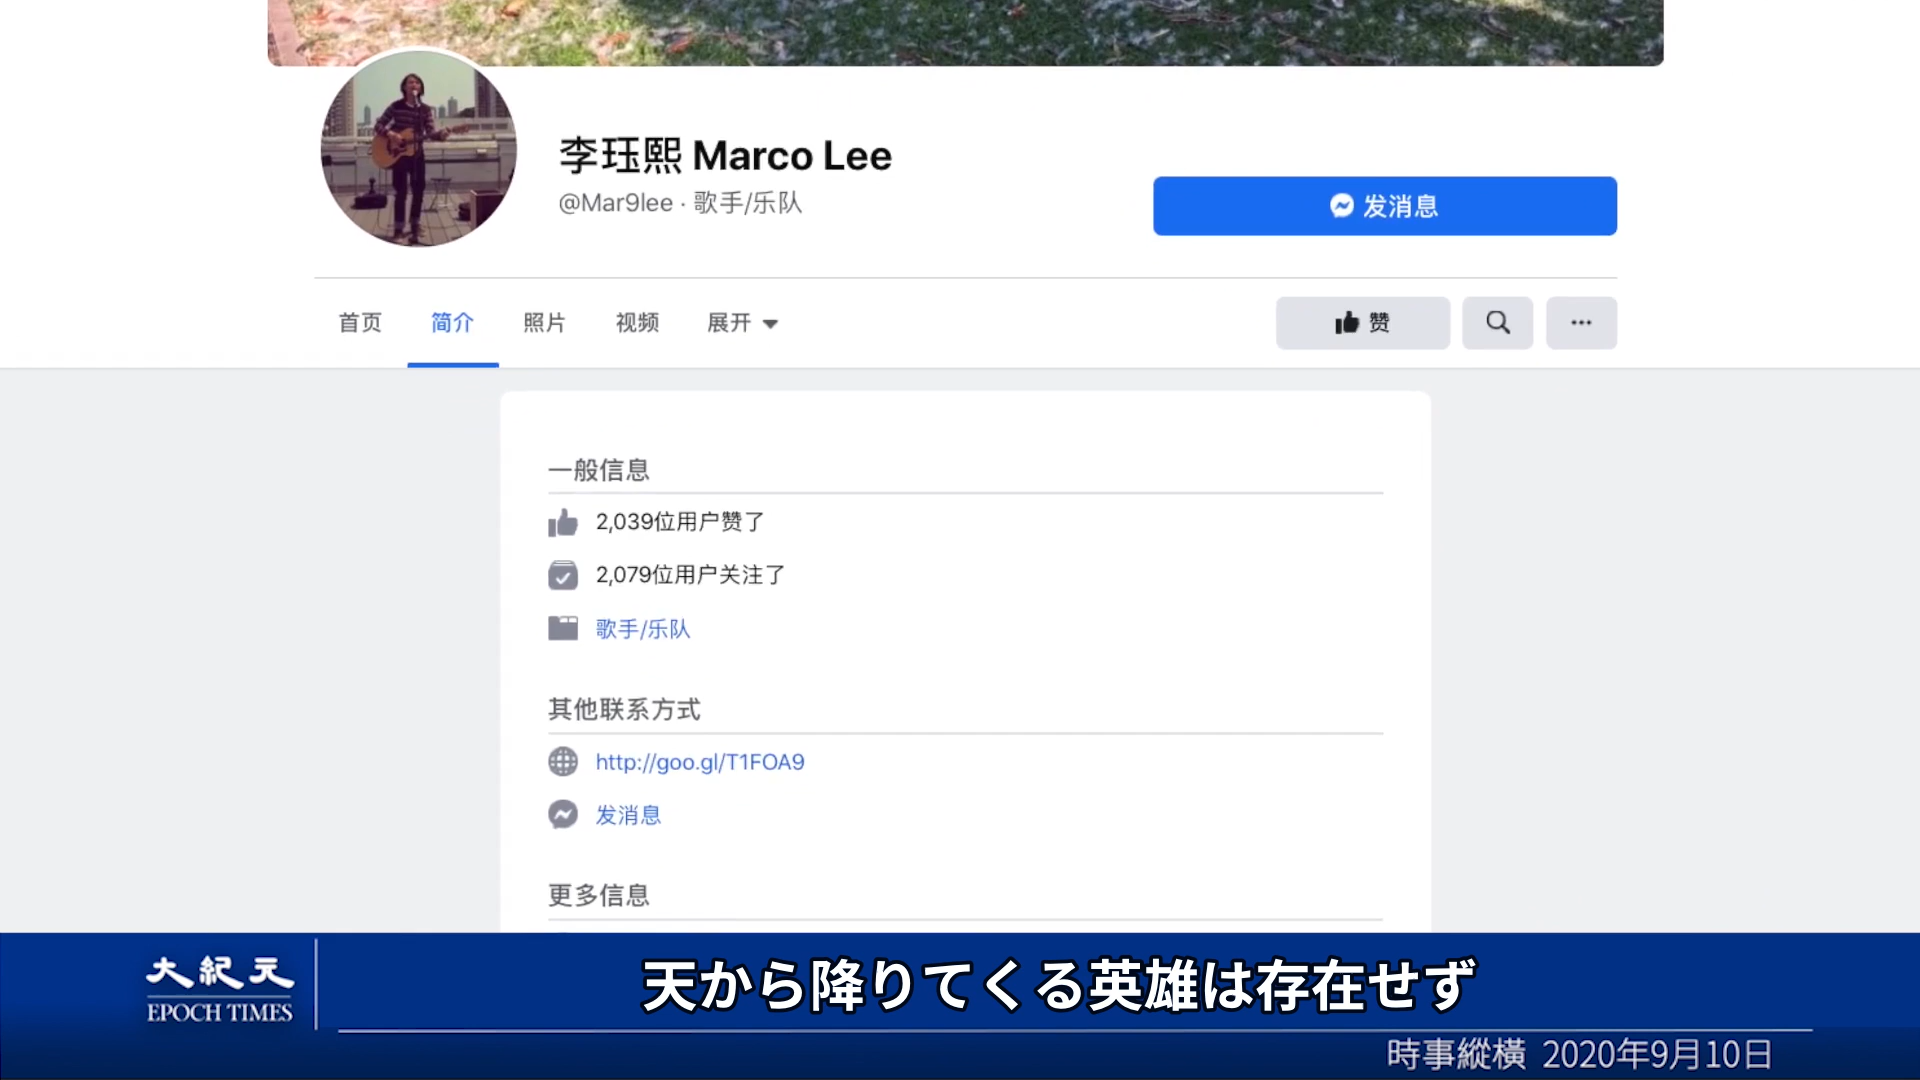 李珏熙 Marco Lee
@Mar9lee · 歌手/乐队
发消息
首页 简介 照片 视频 展开
赞
一般信息
2,039位用户赞了
2,079位用户关注了
歌手/乐队
其他联系方式
http://goo.gl/T1FOA9
发消息
更多信息
大紀元
EPOCH TIMES
天から降りてくる英雄は存在せず
時事縱橫 2020年9月10日